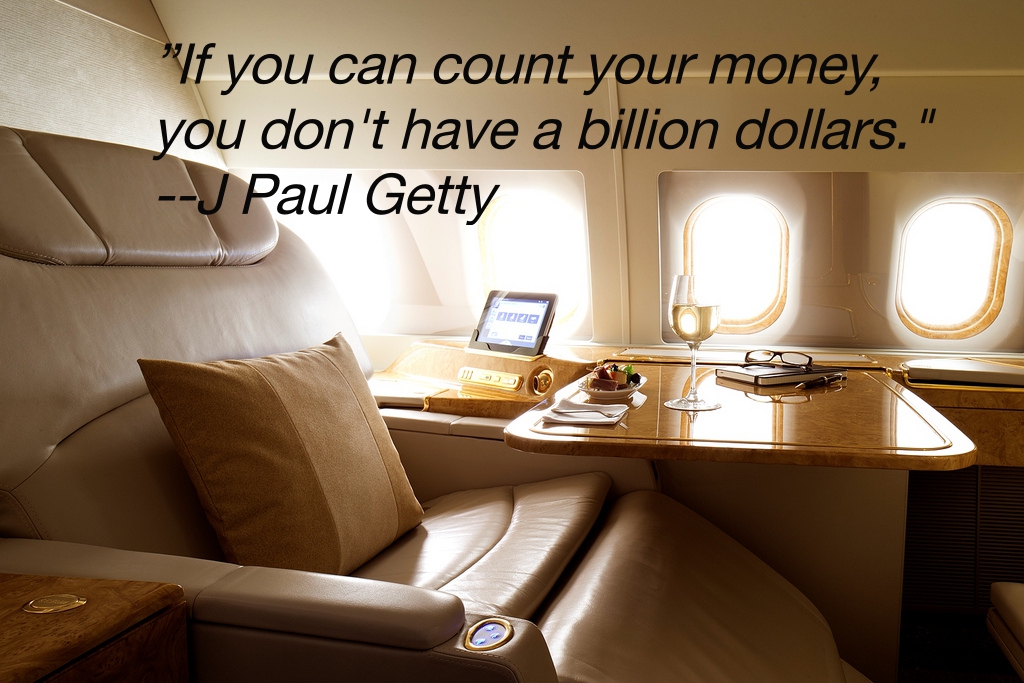 ”If you can count your money,
you don't have a billion dollars."
--J Paul Getty